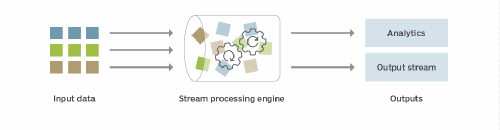 Analytics
Output stream
Input data
Stream processing engine
Outputs